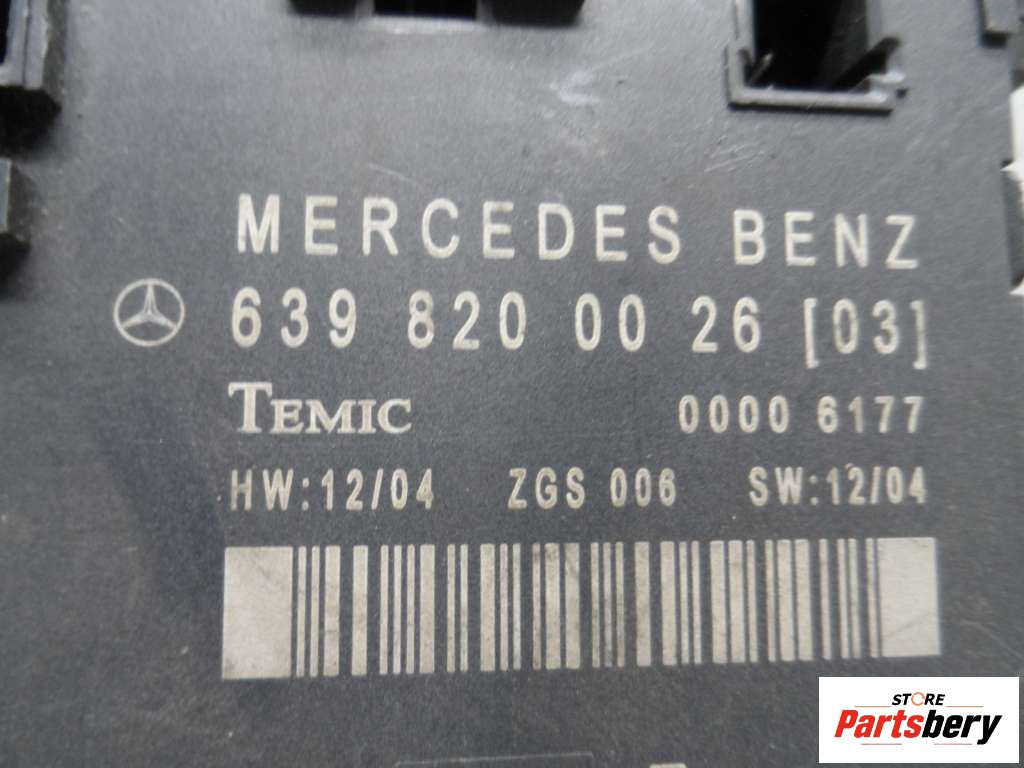 MERCEDES BENZ
639 820 00 26 [03]
TEMIC 0000 6177
HW:12/04 ZGS 006 SW:12/04
STORE
Partsbery